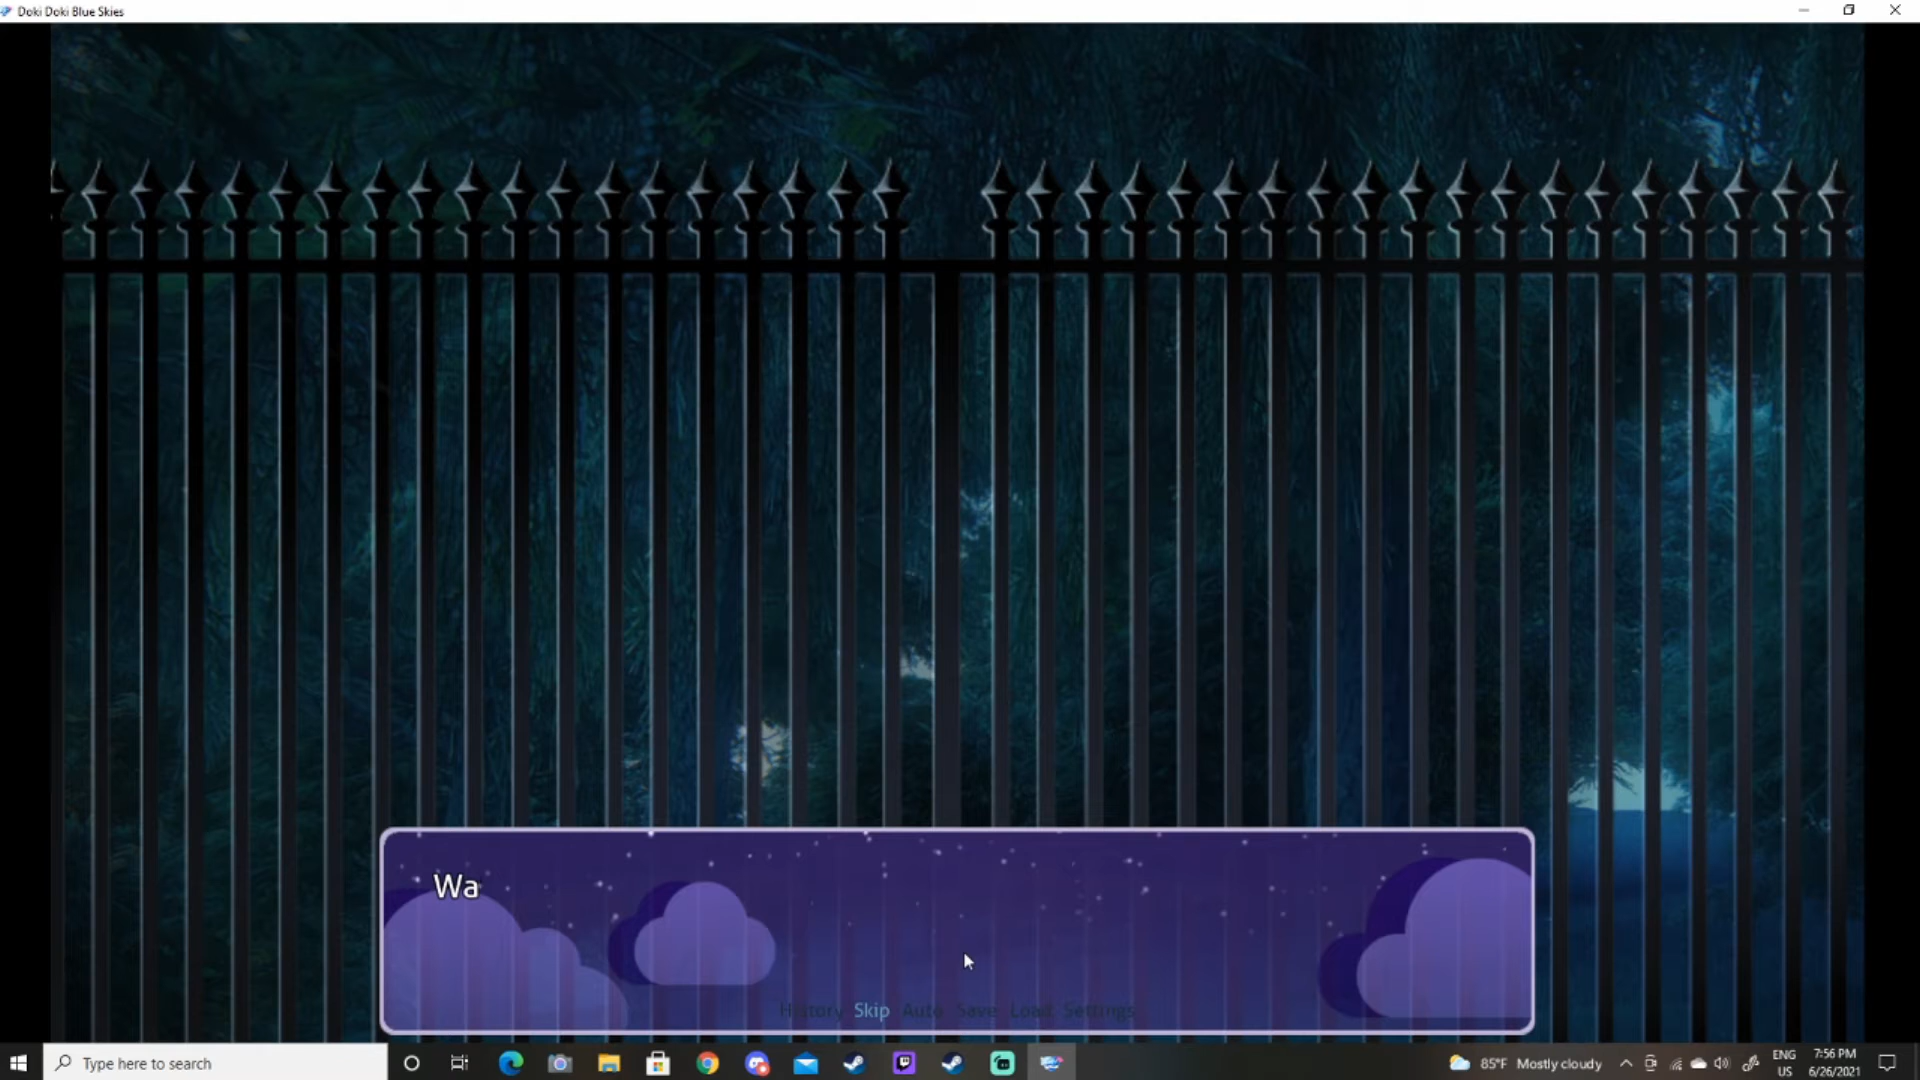 Doki Doki Blue Skies
Wa
History Skip Auto Save Load Settings
Type here to search
85°F Mostly cloudy
ENG
US
7:56 PM
6/26/2021